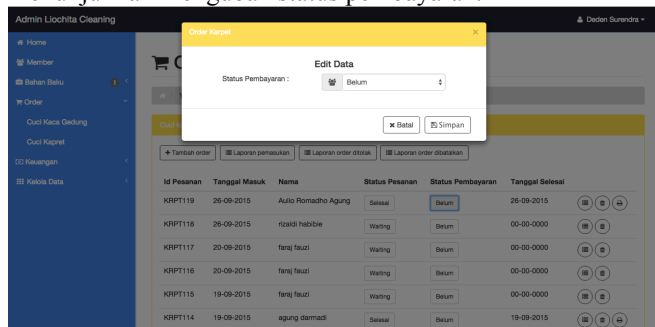 Admin Liochita Cleaning
Deden Surendra
Order Karpet
×
Edit Data
Status Pembayaran :
Belum
× Batal
Simpan
Home
Member
Bahan Baku
Order
Cuci Kaca Gedung
Cuci Kapret
Keuangan
Kelola Data
+ Tambah order
Laporan pemasukan
Laporan order ditolak
Laporan order dibatalkan
Id Pesanan Tanggal Masuk Nama Status Pesanan Status Pembayaran Tanggal Selesai
KRPT119 26-09-2015 Aulio Romadho Agung Selesai Belum 26-09-2015
KRPT118 26-09-2015 rizaldi habibie Waiting Belum 00-00-0000
KRPT117 20-09-2015 faraj fauzi Waiting Belum 00-00-0000
KRPT116 20-09-2015 faraj fauzi Waiting Belum 00-00-0000
KRPT115 19-09-2015 faraj fauzi Waiting Belum 00-00-0000
KRPT114 19-09-2015 agung darmadi Selesai Belum 19-09-2015